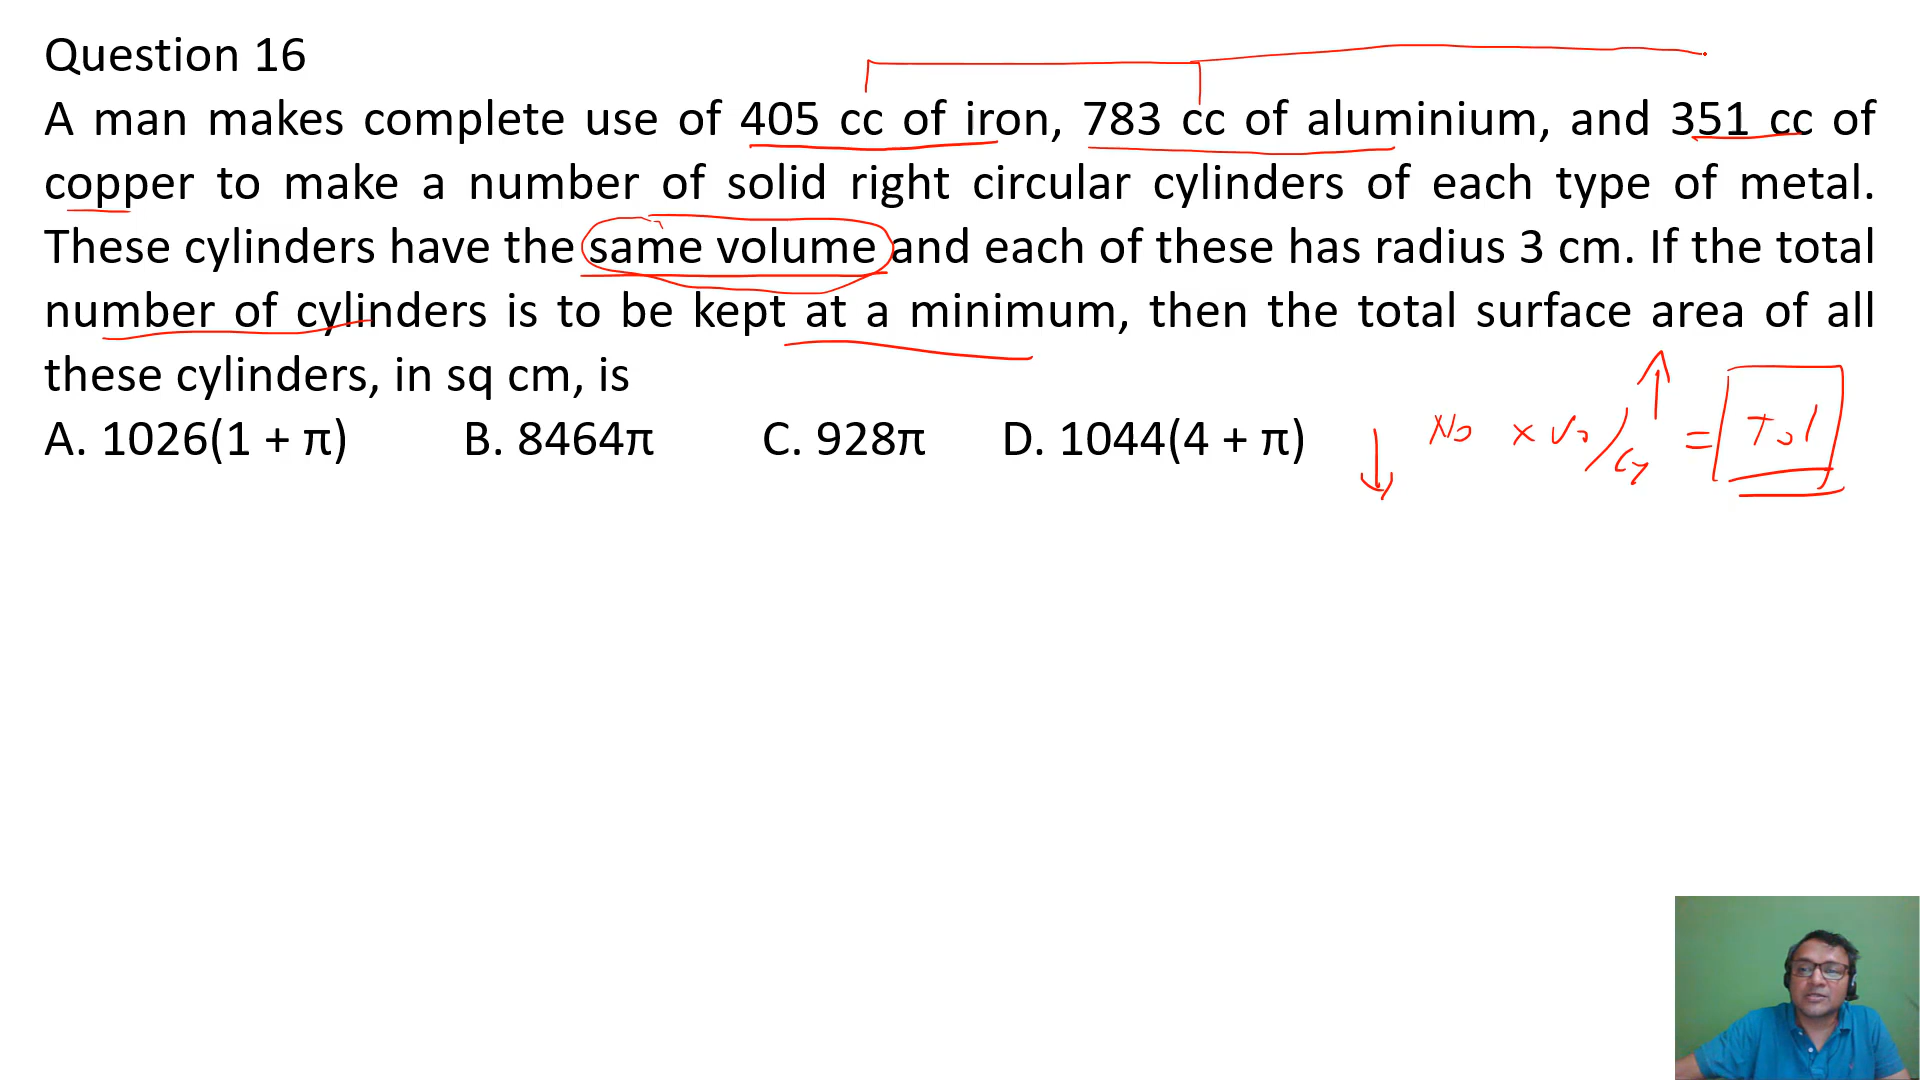 Question 16
A man makes complete use of 405 cc of iron, 783 cc of aluminium, and 351 cc of
copper to make a number of solid right circular cylinders of each type of metal.
These cylinders have the same volume and each of these has radius 3 cm. If the total
number of cylinders is to be kept at a minimum, then the total surface area of all
these cylinders, in sq cm, is
A. 1026(1 + π) B. 8464π C. 928π D. 1044(4 + π)
No × Vo/Cy = Tol